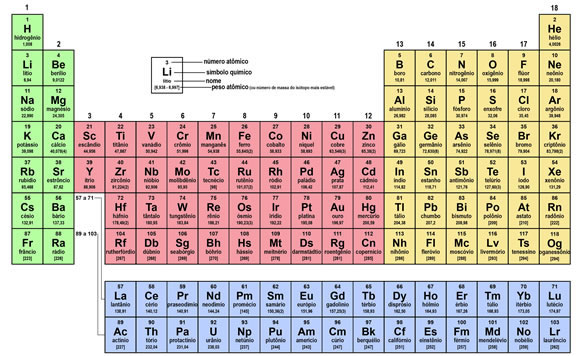 1
18
1
2
H
He
hidrogênio
hélio
1,008
4,0026
2
13 14 15 16 17
3 4
5 6 7 8 9 10
Li Be
B C N O F Ne
lítio berílio
boro carbono nitrogênio oxigênio flúor neônio
3
número atômico
Li
símbolo químico
lítio
nome
[6,938 - 6,997]
peso atômico (ou número de massa do isótopo mais estável)
6,94 9,0122
10,81 12,011 14,007 15,999 18,998 20,180
11 12
13 14 15 16 17 18
Na Mg
Al Si P S Cl Ar
sódio magnésio
alumínio silício fósforo enxofre cloro argônio
22,990 24,305
26,982 28,085 30,974 32,06 35,45 39,948
3 4 5 6 7 8 9 10 11 12
19 20 21 22 23 24 25 26 27 28 29 30 31 32 33 34 35 36
K Ca Sc Ti V Cr Mn Fe Co Ni Cu Zn Ga Ge As Se Br Kr
potássio cálcio escândio titânio vanádio cromo manganês ferro cobalto níquel cobre zinco gálio germânio arsênio selênio bromo criptônio
39,098 40,078(4) 44,956 47,867 50,942 51,996 54,938 55,845(2) 58,933 58,693 63,546(3) 65,38(2) 69,723 72,630(8) 74,922 78,971(8) 79,904 83,798(2)
37 38 39 40 41 42 43 44 45 46 47 48 49 50 51 52 53 54
Rb Sr Y Zr Nb Mo Tc Ru Rh Pd Ag Cd In Sn Sb Te I Xe
rubídio estrôncio ítrio zircônio nióbio molibdênio tecnécio rutênio ródio paládio prata cádmio índio estanho antimônio telúrio iodo xenônio
85,468 87,62 88,906 91,224(2) 92,906 95,95 [98] 101,07(2) 102,91 106,42 107,87 112,41 114,82 118,71 121,76 127,60(3) 126,90 131,29
55 56 57 a 71 72 73 74 75 76 77 78 79 80 81 82 83 84 85 86
Cs Ba Hf Ta W Re Os Ir Pt Au Hg Tl Pb Bi Po At Rn
césio bário háfnio tântalo tungstênio rênio ósmio irídio platina ouro mercúrio tálio chumbo bismuto polônio astato radônio
132,91 137,33 178,49(2) 180,95 183,84 186,21 190,23(3) 192,22 195,08 196,97 200,59 204,38 207,2 208,98 [209] [210] [222]
87 88 89 a 103 104 105 106 107 108 109 110 111 112 113 114 115 116 117 118
Fr Ra Rf Db Sg Bh Hs Mt Ds Rg Cn Nh Fl Mc Lv Ts Og
frâncio rádio rutherfórdio dúbnio seabórgio bóhrio hássio meitnério darmstádtio roentgênio copernício nihônio fleróvio moscóvio livermório tennesso oganessônio
[223] [226] [267] [268] [269] [270] [269] [278] [281] [281] [285] [286] [289] [288] [293] [294] [294]
57 58 59 60 61 62 63 64 65 66 67 68 69 70 71
La Ce Pr Nd Pm Sm Eu Gd Tb Dy Ho Er Tm Yb Lu
lantânio cério praseodímio neodímio promécio samário európio gadolínio térbio disprósio hólmio érbio túlio itérbio lutécio
138,91 140,12 140,91 144,24 [145] 150,36(2) 151,96 157,25(3) 158,93 162,50 164,93 167,26 168,93 173,05 174,97
89 90 91 92 93 94 95 96 97 98 99 100 101 102 103
Ac Th Pa U Np Pu Am Cm Bk Cf Es Fm Md No Lr
actínio tório protactínio urânio netúnio plutônio amerício cúrio berquélio califórnio einstênio férmio mendelévio nobélio laurêncio
[227] 232,04 231,04 238,03 [237] [244] [243] [247] [247] [251] [252] [257] [258] [259] [262]